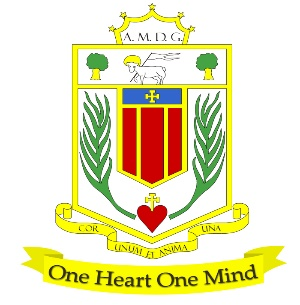 A. M. D. G.
COR UNUM ET ANIMA UNA
One Heart One Mind